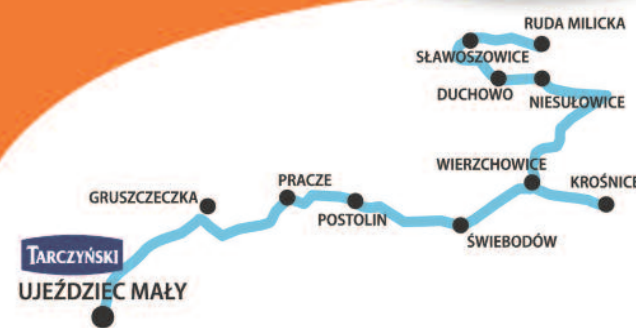 RUDA MILICKA
SŁAWOSZOWICE
DUCHOWO
NIESUŁOWICE
WIERZCHOWICE
KROŚNICE
PRACZE
GRUSZCZECZKA
POSTOLIN
ŚWIEBODÓW
TARCZYŃSKI
UJEŹDZIEC MAŁY